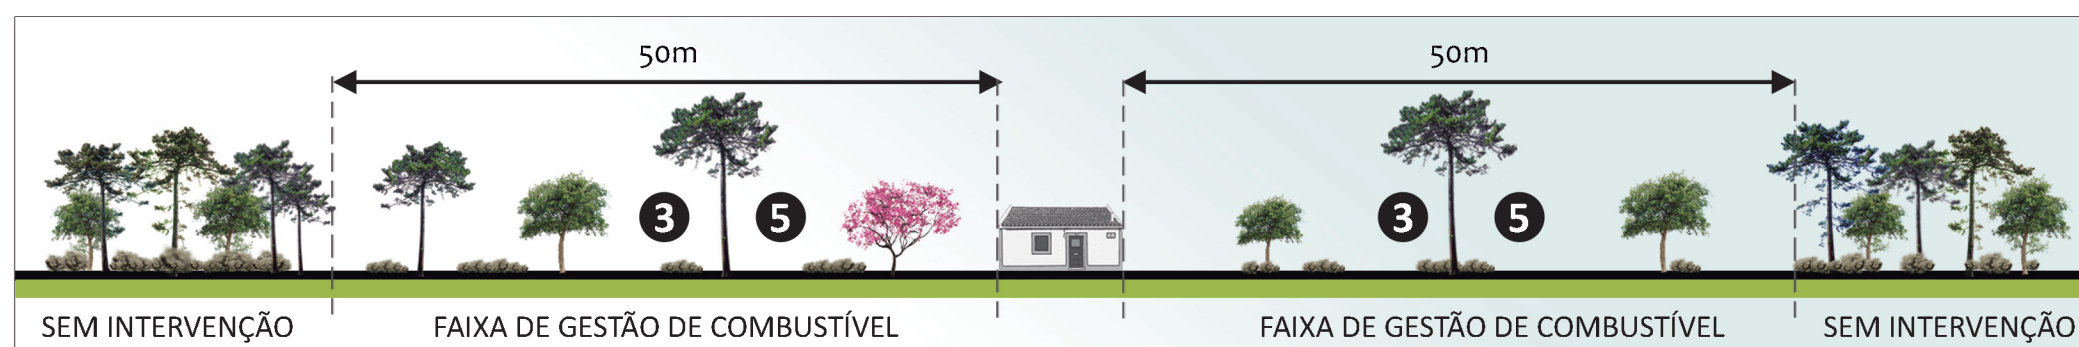 50m
50m
3 5
3 5
SEM INTERVENÇÃO
FAIXA DE GESTÃO DE COMBUSTÍVEL
FAIXA DE GESTÃO DE COMBUSTÍVEL
SEM INTERVENÇÃO